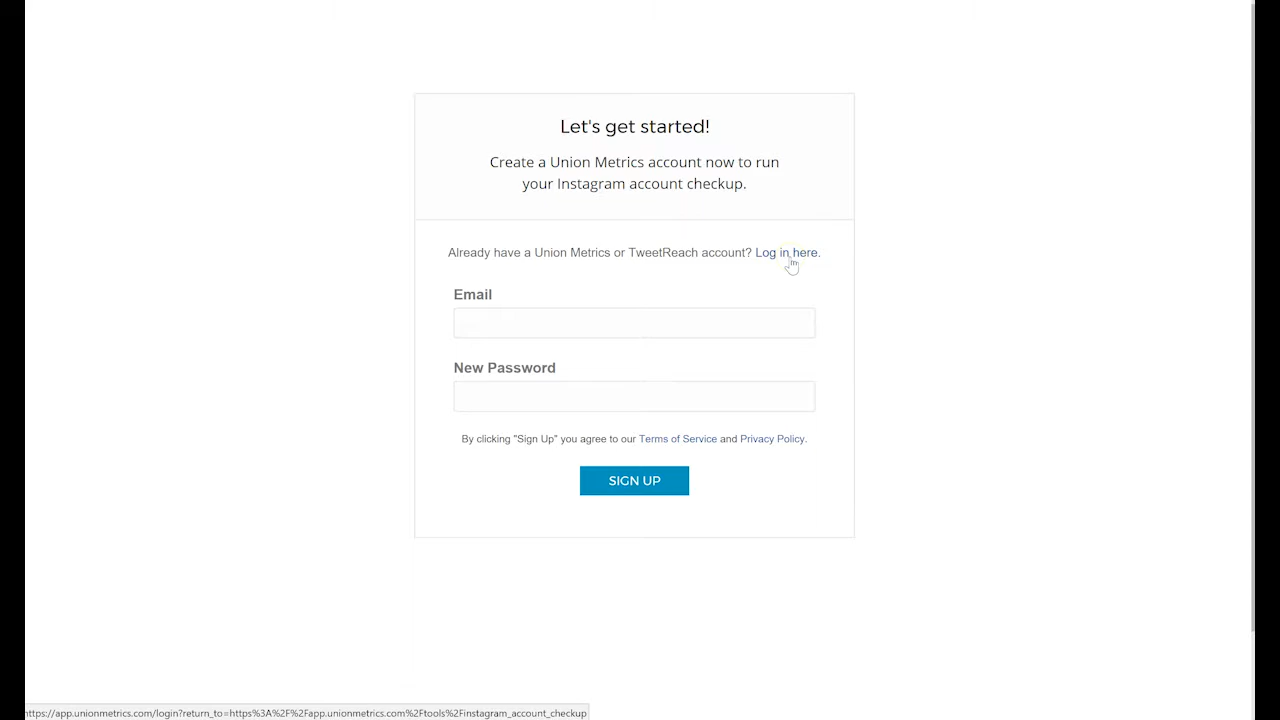 Let's get started!
Create a Union Metrics account now to run
your Instagram account checkup.
Already have a Union Metrics or TweetReach account? Log in here.
Email
New Password
By clicking "Sign Up" you agree to our Terms of Service and Privacy Policy.
SIGN UP
https://app.unionmetrics.com/login?return_to=https%3A%2F%2Fapp.unionmetrics.com%2Ftools%2Finstagram_account_checkup